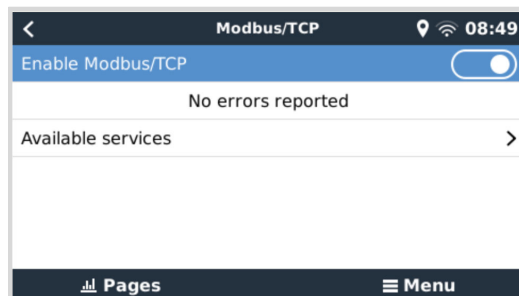 Modbus/TCP 08:49
Enable Modbus/TCP
No errors reported
Available services
Pages Menu